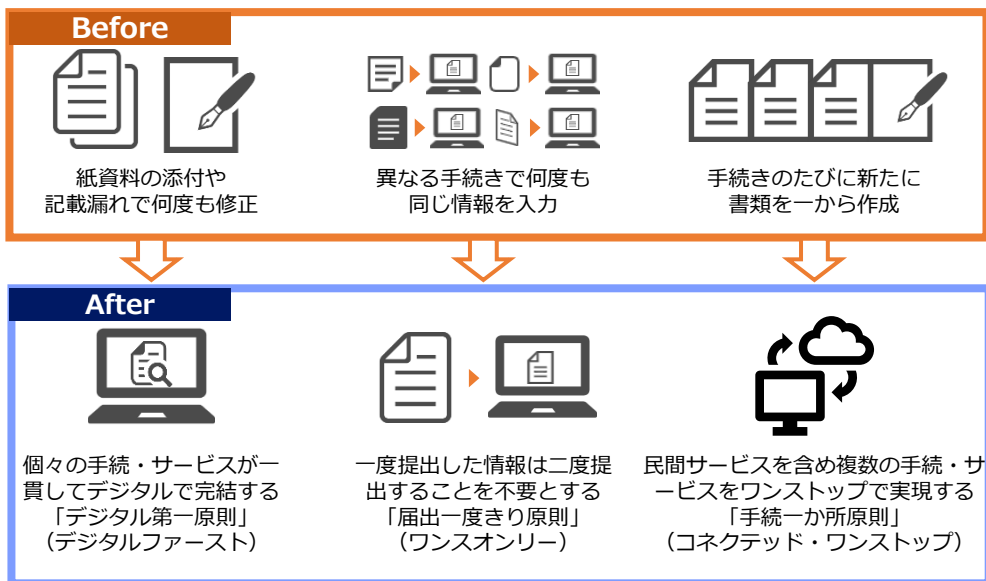 Before
紙資料の添付や
記載漏れで何度も修正
異なる手続きで何度も
同じ情報を入力
手続きのたびに新たに
書類を一から作成
After
個々の手続・サービスが一
貫してデジタルで完結する
「デジタル第一原則」
（デジタルファースト）
一度提出した情報は二度提
出することを不要とする
「届出一度きり原則」
（ワンスオンリー）
民間サービスを含め複数の手続・サ
ービスをワンストップで実現する
「手続一か所原則」
（コネクテッド・ワンストップ）